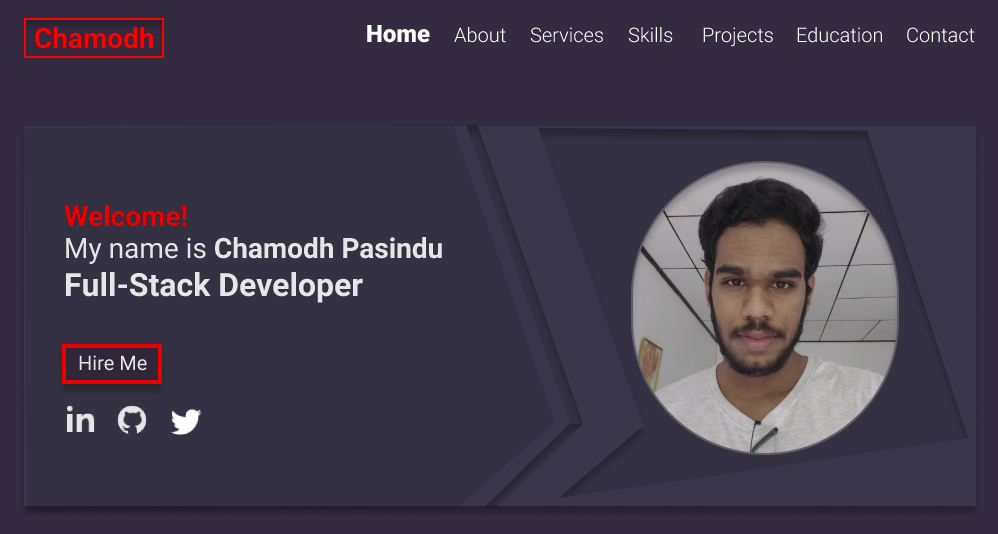 Chamodh
Home About Services Skills Projects Education Contact
Welcome!
My name is Chamodh Pasindu
Full-Stack Developer
Hire Me
in